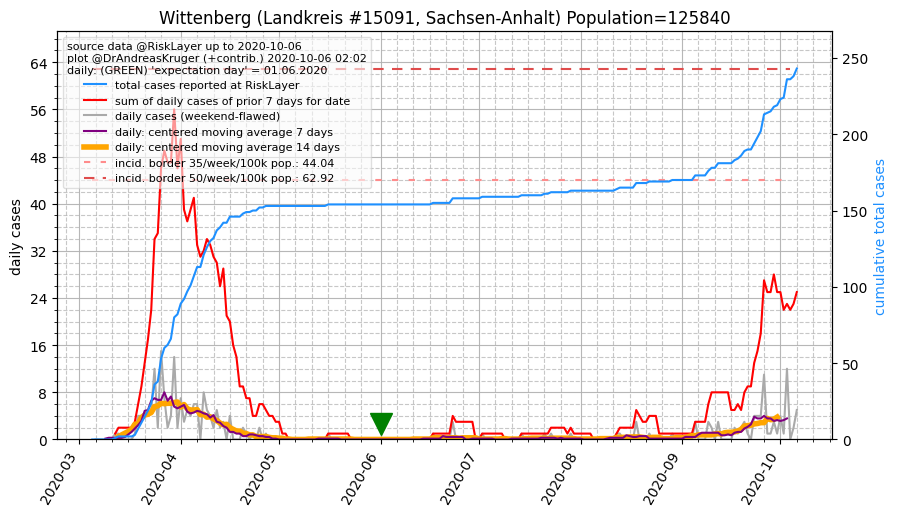 Wittenberg (Landkreis #15091, Sachsen-Anhalt) Population=125840
source data @RiskLayer up to 2020-10-06
plot @DrAndreasKruger (+contrib.) 2020-10-06 02:02
daily: (GREEN) 'expectation day' = 01.06.2020
total cases reported at RiskLayer
sum of daily cases of prior 7 days for date
daily cases (weekend-flawed)
daily: centered moving average 7 days
daily: centered moving average 14 days
incid. border 35/week/100k pop.: 44.04
incid. border 50/week/100k pop.: 62.92
daily cases
64
56
48
40
32
24
16
8
0
250
200
150
100
50
0
cumulative total cases
2020-03
2020-04
2020-05
2020-06
2020-07
2020-08
2020-09
2020-10